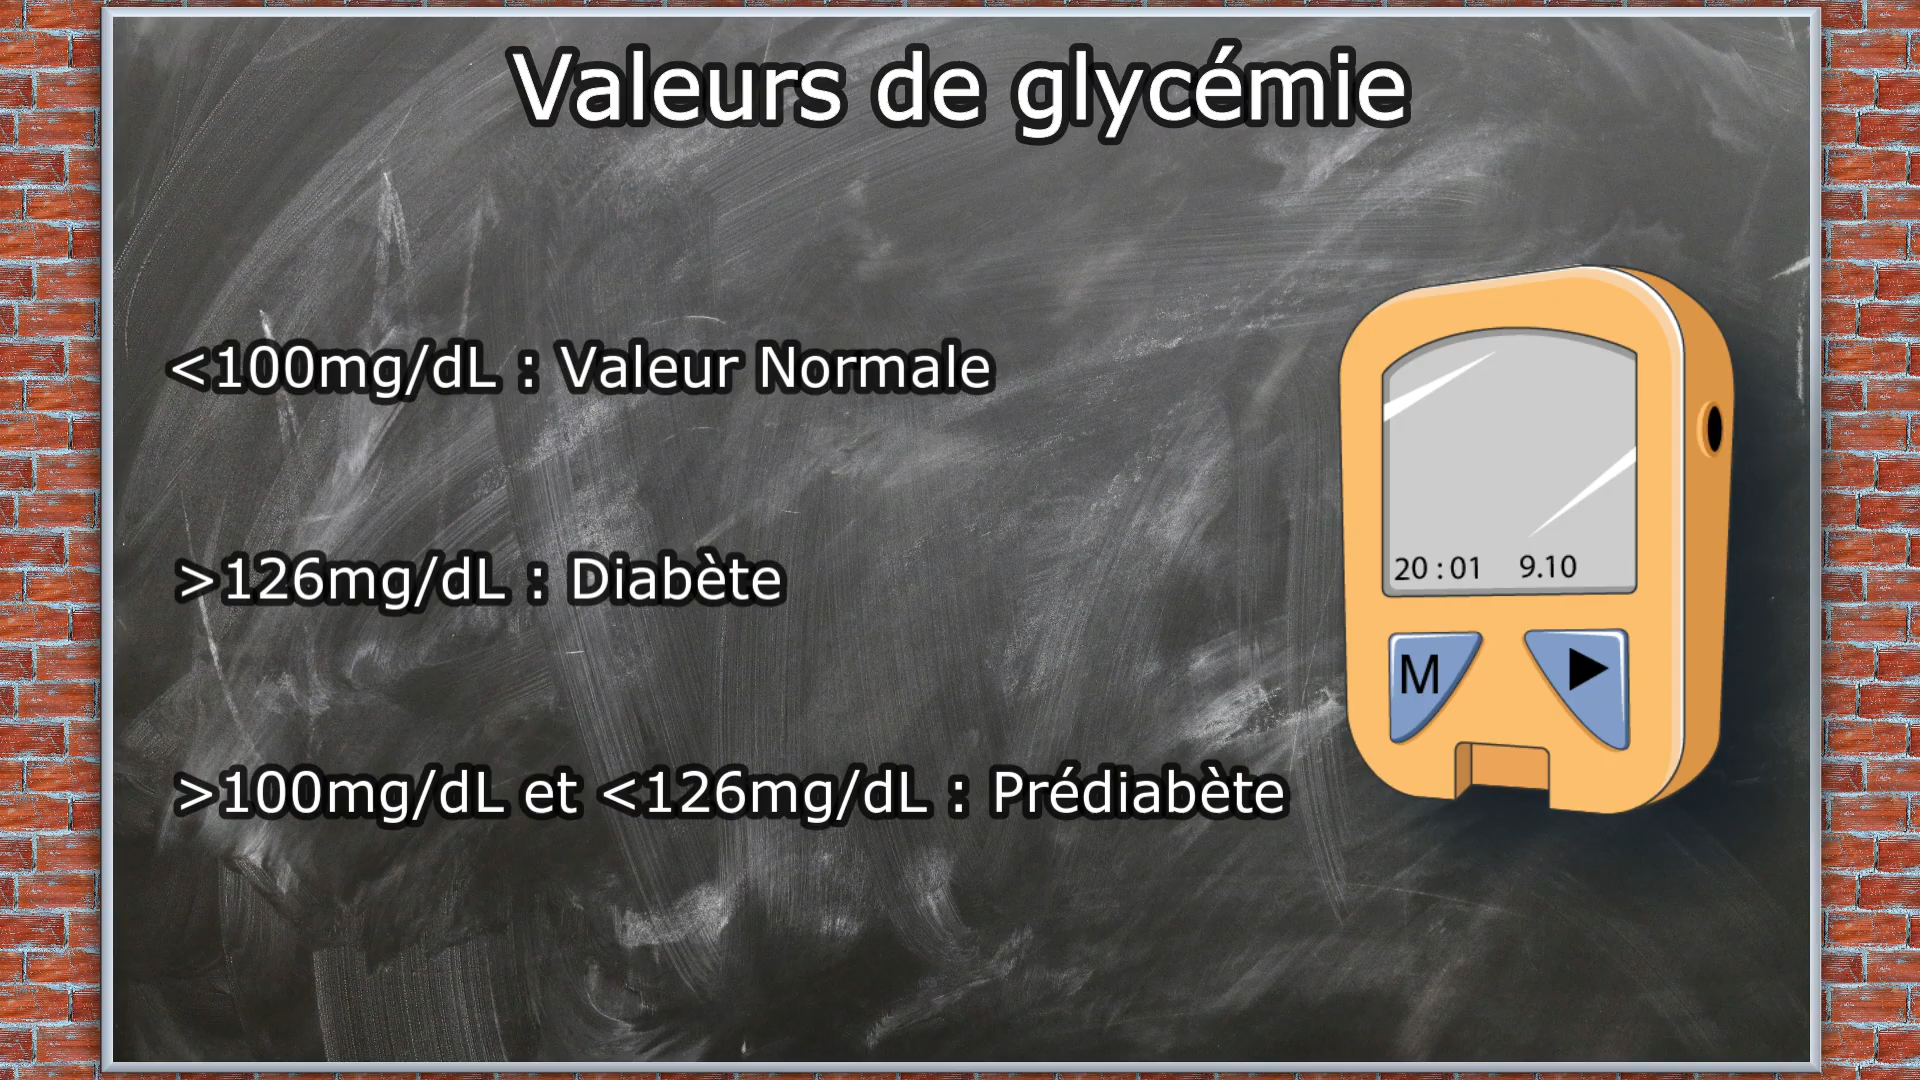 Valeurs de glycémie
<100mg/dL : Valeur Normale
>126mg/dL : Diabète
>100mg/dL et <126mg/dL : Prédiabète
20 : 01 9.10
M